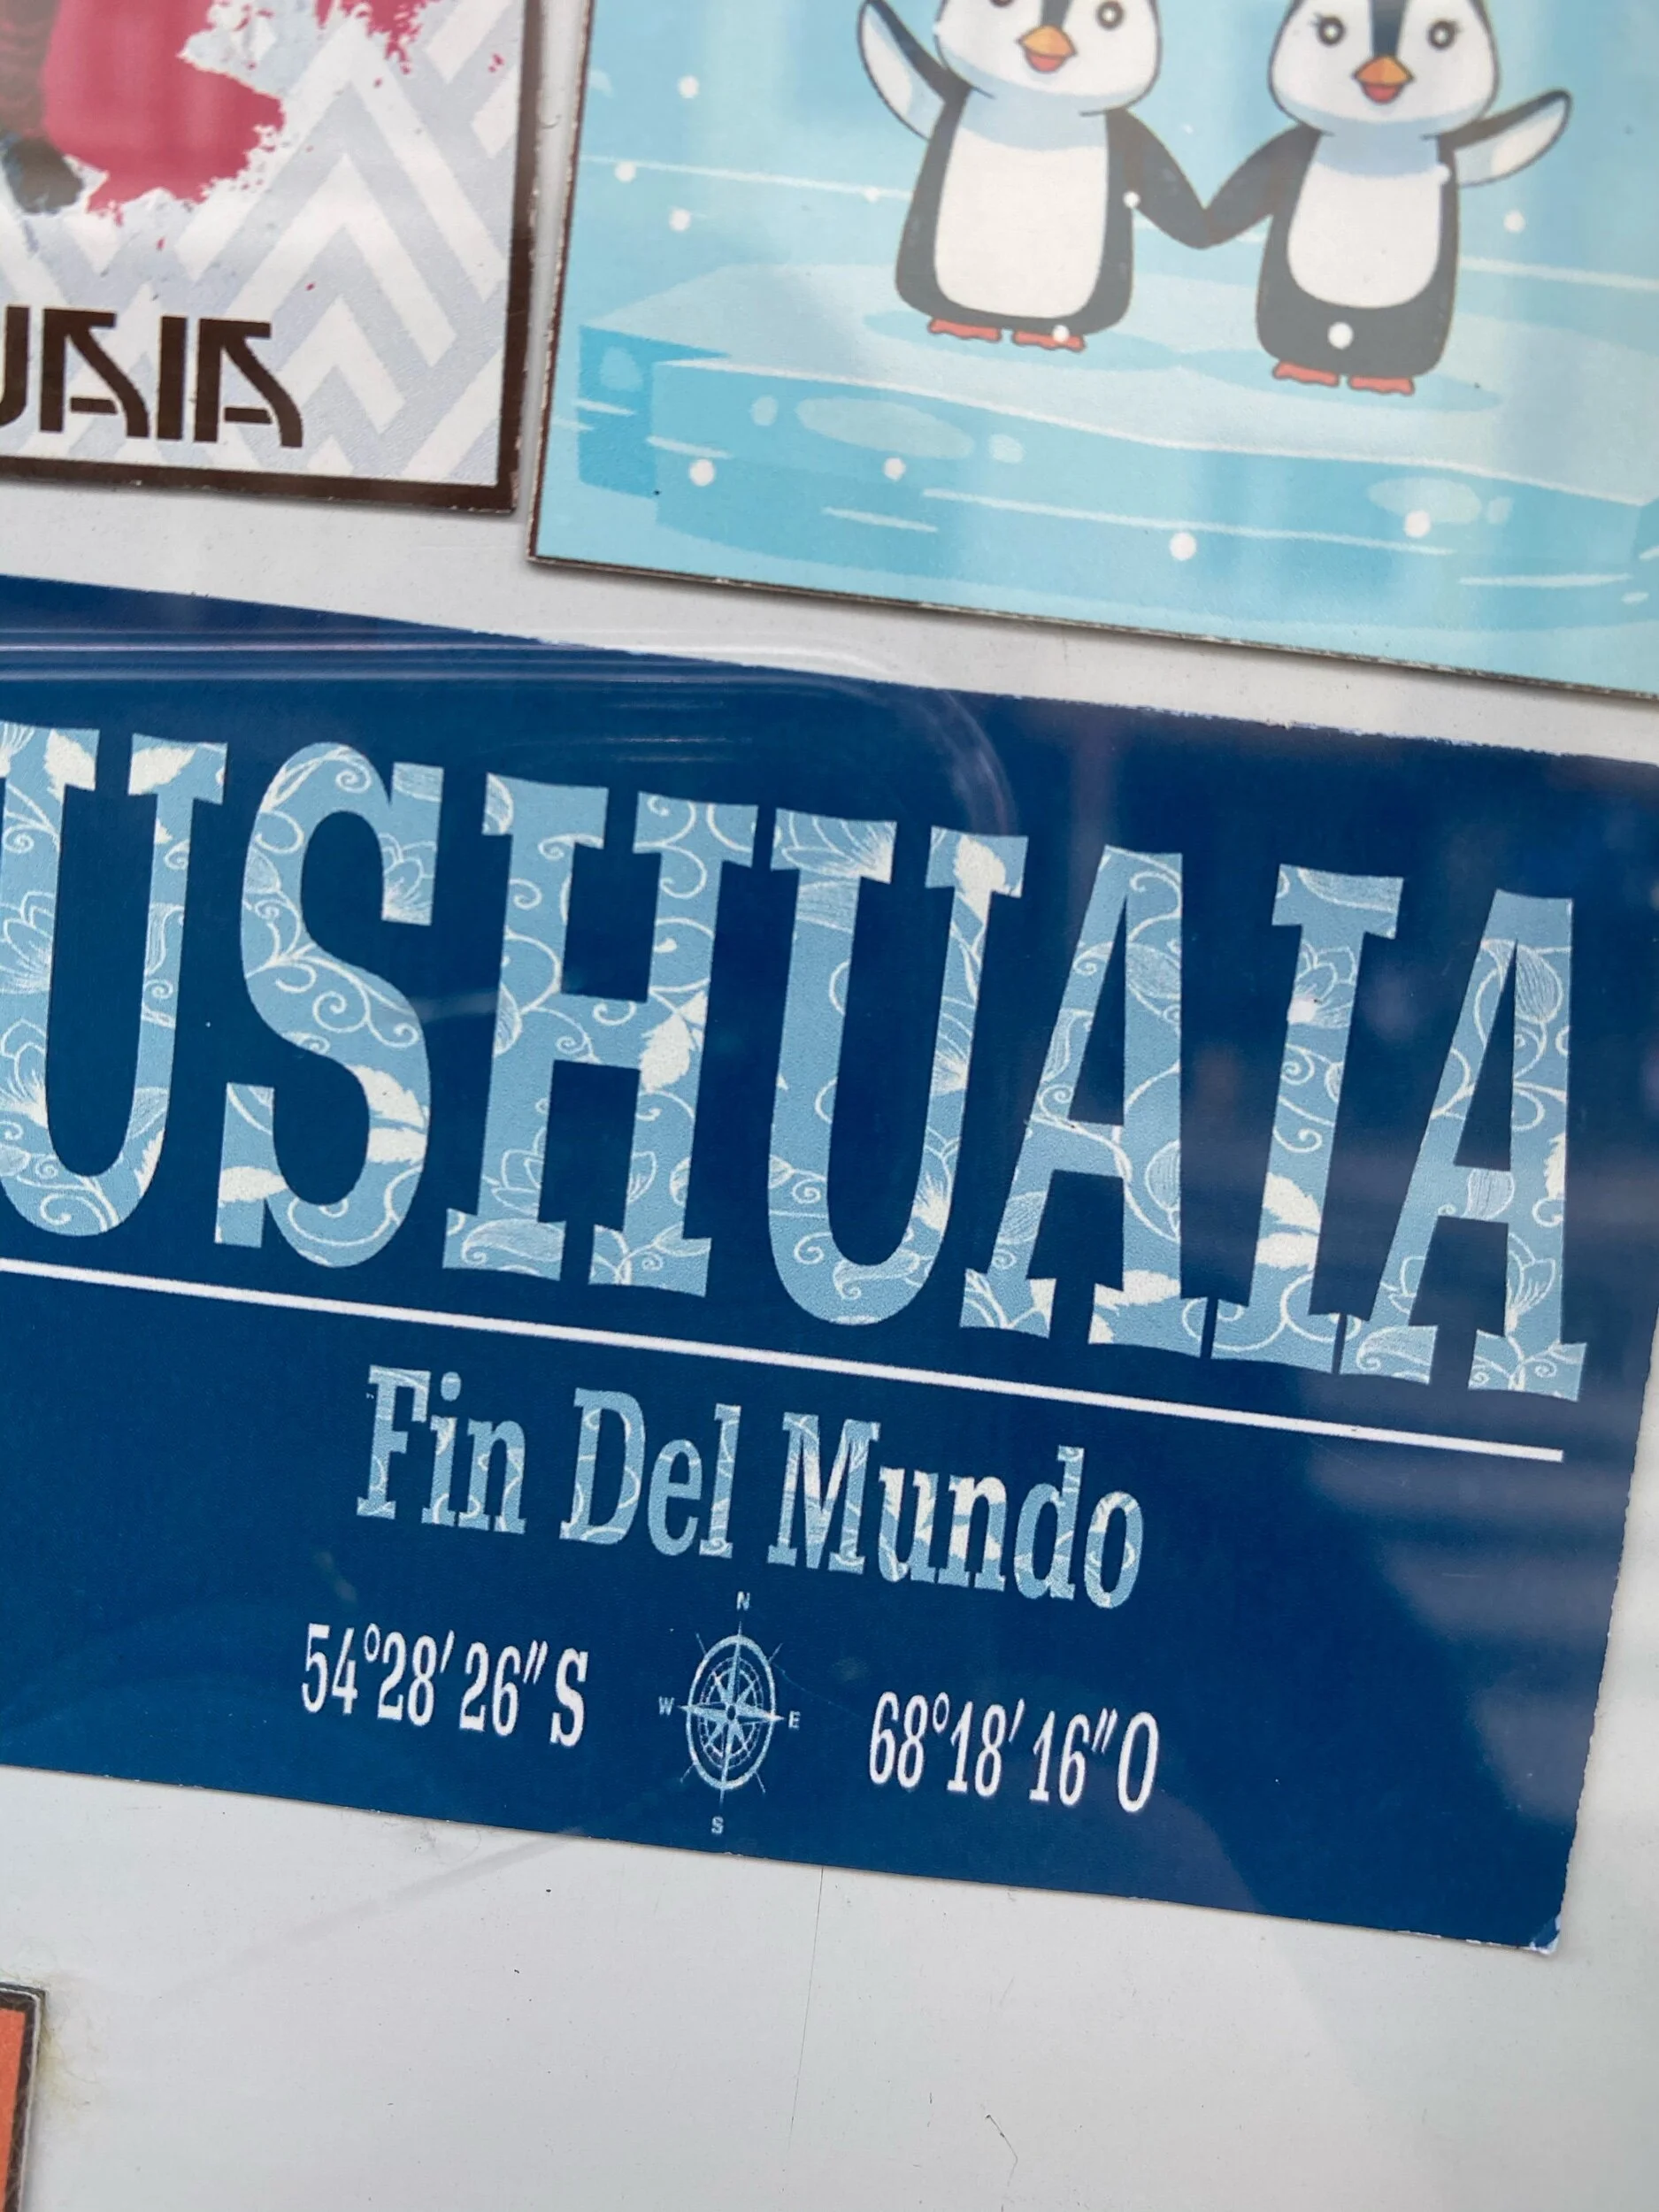 UAIA
USHUAIA
Fin Del Mundo
N
54°28' 26" S
W
E
68°18' 16" O
S